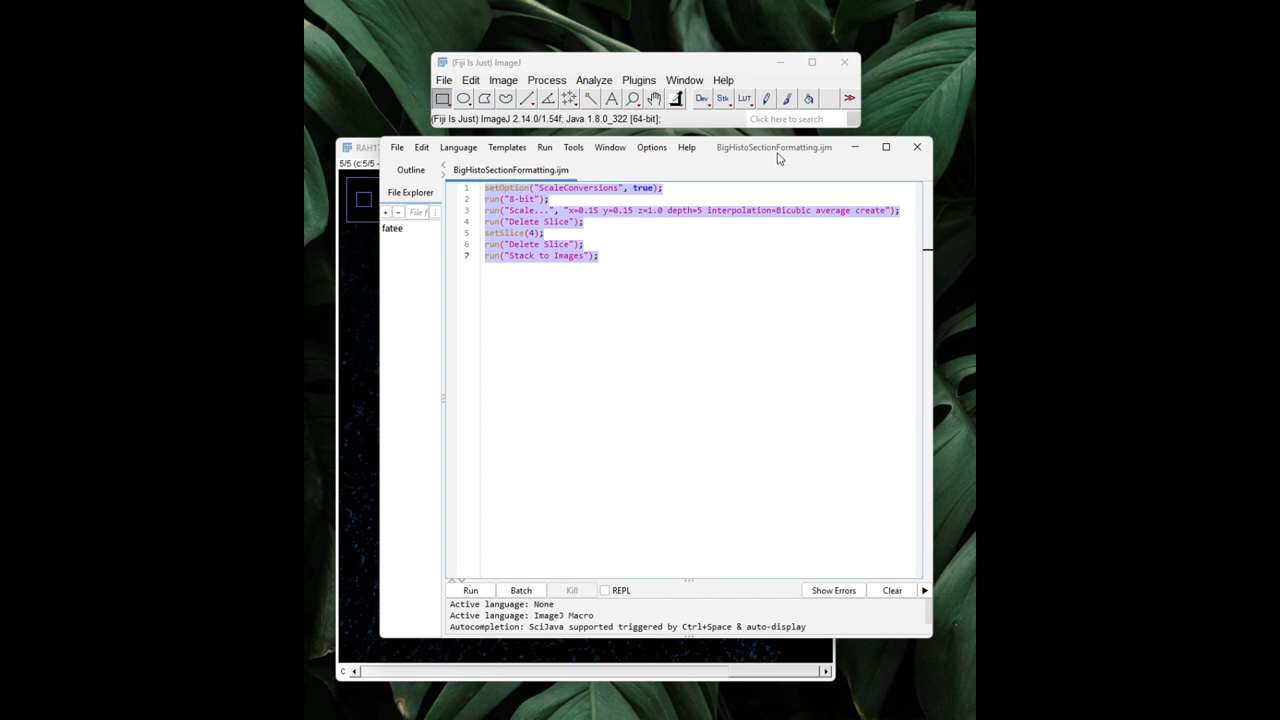 (Fiji Is Just) ImageJ
File Edit Image Process Analyze Plugins Window Help
Dev Stk LUT >>
(Fiji Is Just) ImageJ 2.14.0/1.54f; Java 1.8.0_322 [64-bit]; Click here to search
5/5 (c:5/5 -
File Edit Language Templates Run Tools Window Options Help BigHistoSectionFormatting.ijm
Outline
BigHistoSectionFormatting.ijm
File Explorer
+ - File f
fatee
1 setOption("ScaleConversions", true);
2 run("8-bit");
3 run("Scale...", "x=0.15 y=0.15 z=1.0 depth=5 interpolation=Bicubic average create");
4 run("Delete Slice");
5 setSlice(4);
6 run("Delete Slice");
7 run("Stack to Images");
Run Batch Kill REPL Show Errors Clear
Active language: None
Active language: ImageJ Macro
Autocompletion: SciJava supported triggered by Ctrl+Space & auto-display
C